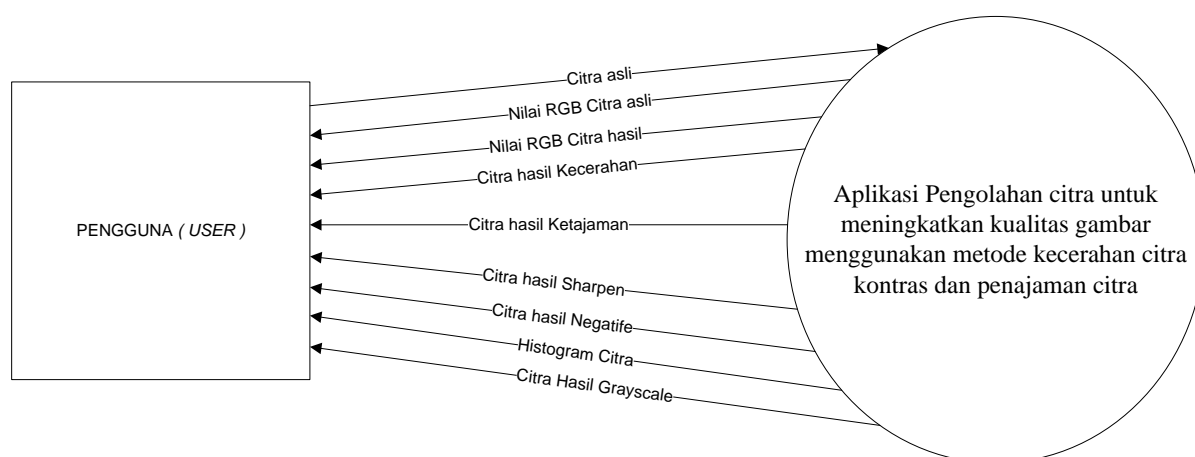 PENGGUNA ( USER )
Citra asli
Nilai RGB Citra asli
Nilai RGB Citra hasil
Citra hasil Kecerahan
Citra hasil Ketajaman
Citra hasil Sharpen
Citra hasil Negatife
Histogram Citra
Citra Hasil Grayscale
Aplikasi Pengolahan citra untuk
meningkatkan kualitas gambar
menggunakan metode kecerahan citra
kontras dan penajaman citra